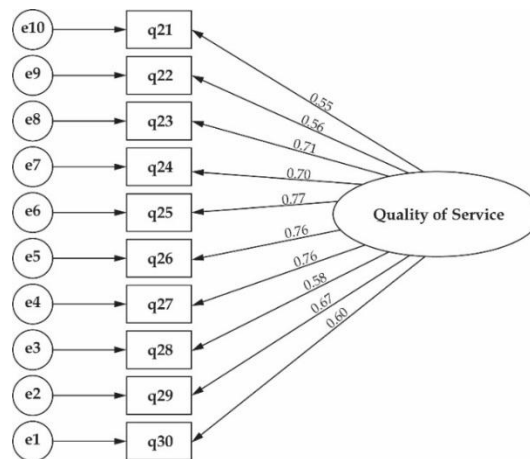 e10 q21
e9 q22
e8 q23
e7 q24
e6 q25
e5 q26
e4 q27
e3 q28
e2 q29
e1 q30
0.55
0.56
0.71
0.70
0.77
0.76
0.76
0.58
0.67
0.60
Quality of Service